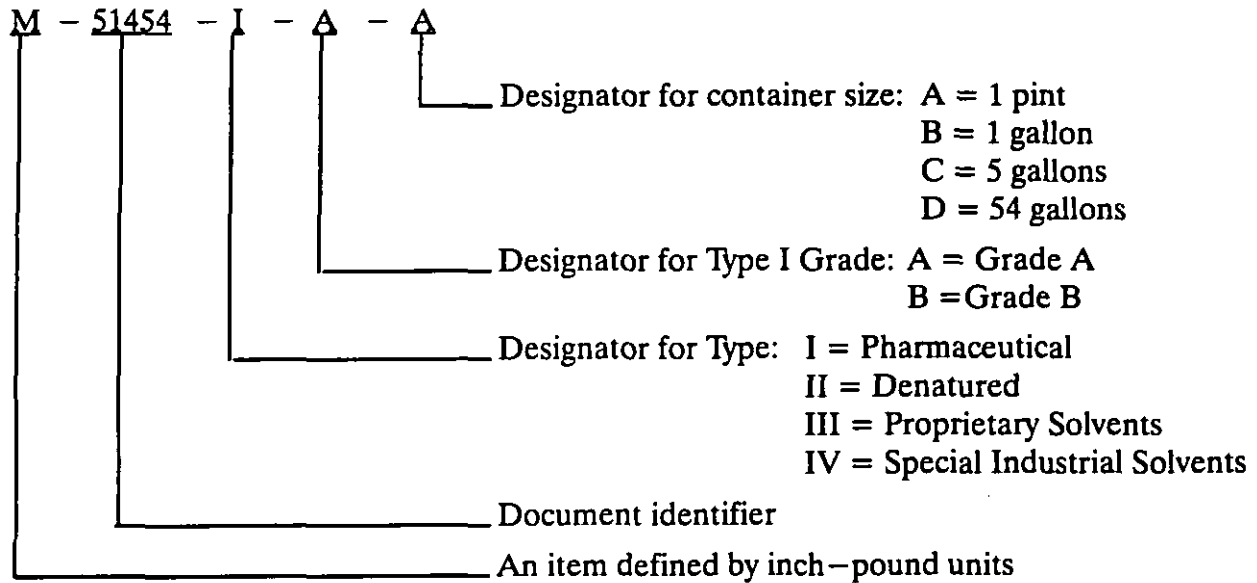 M – 51454 – I – A – A
Designator for container size: A = 1 pint
B = 1 gallon
C = 5 gallons
D = 54 gallons
Designator for Type I Grade: A = Grade A
B =Grade B
Designator for Type: I = Pharmaceutical
II = Denatured
III = Proprietary Solvents
IV = Special Industrial Solvents
Document identifier
An item defined by inch–pound units